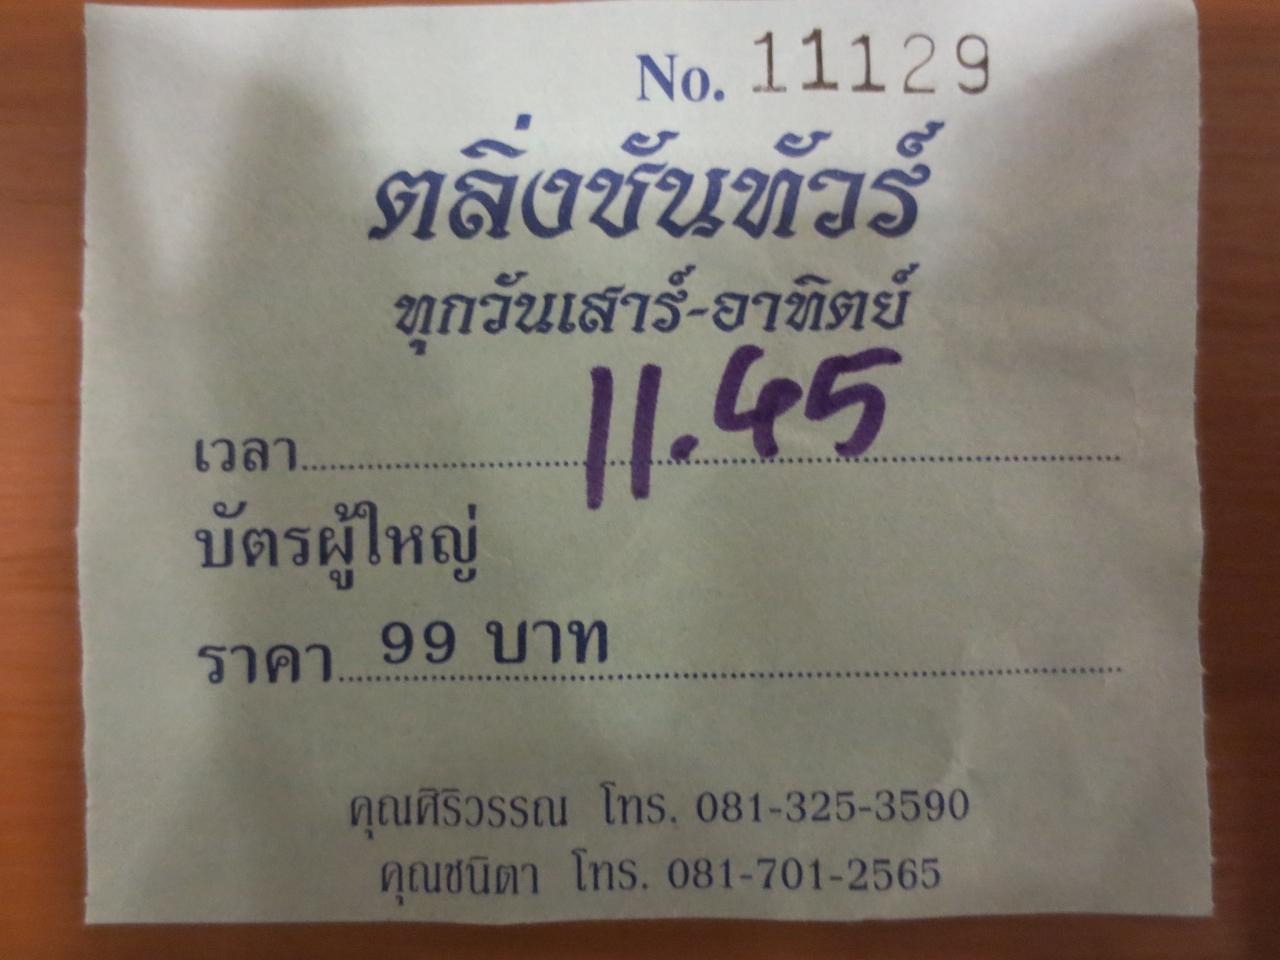 No. 11129
ตลิ่งชันทัวร์
ทุกวันเสาร์-อาทิตย์
เวลา 11.45
บัตรผู้ใหญ่
ราคา 99 บาท
คุณศิริวรรณ โทร. 081-325-3590
คุณชนิตา โทร. 081-701-2565